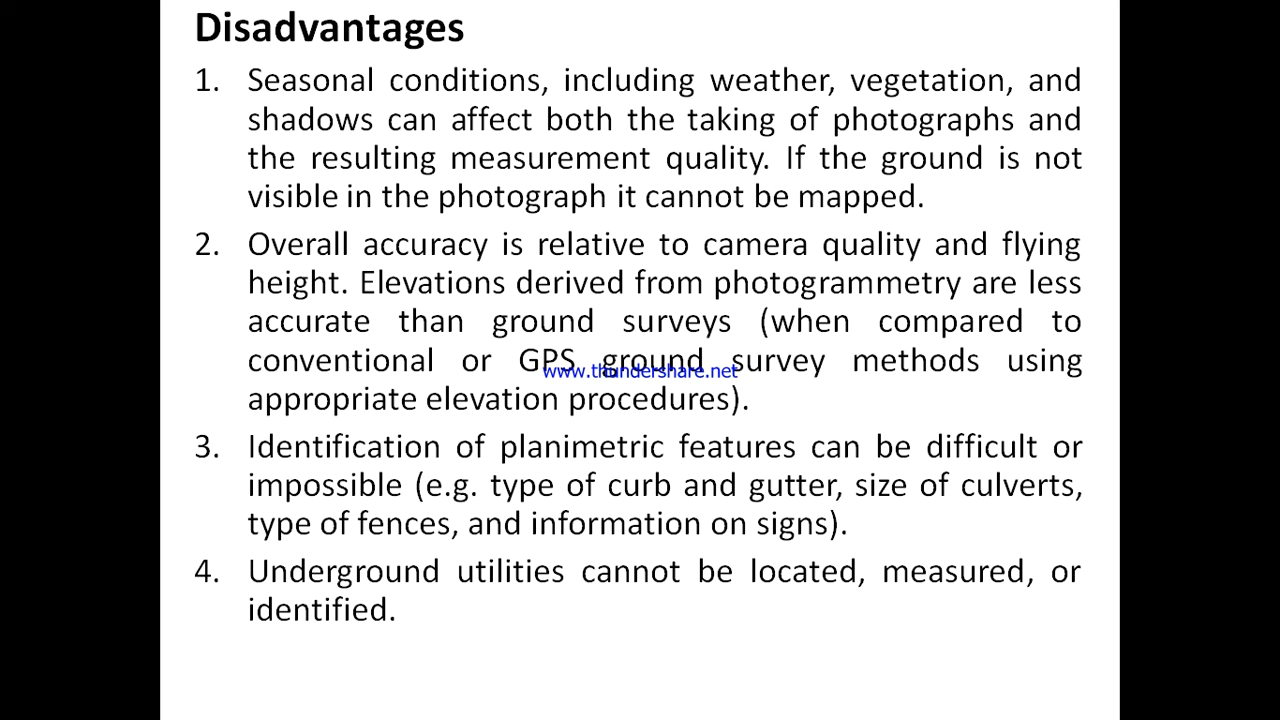 Disadvantages
1. Seasonal conditions, including weather, vegetation, and
shadows can affect both the taking of photographs and
the resulting measurement quality. If the ground is not
visible in the photograph it cannot be mapped.
2. Overall accuracy is relative to camera quality and flying
height. Elevations derived from photogrammetry are less
accurate than ground surveys (when compared to
conventional or GPS ground survey methods using
www.thundershare.net
appropriate elevation procedures).
3. Identification of planimetric features can be difficult or
impossible (e.g. type of curb and gutter, size of culverts,
type of fences, and information on signs).
4. Underground utilities cannot be located, measured, or
identified.